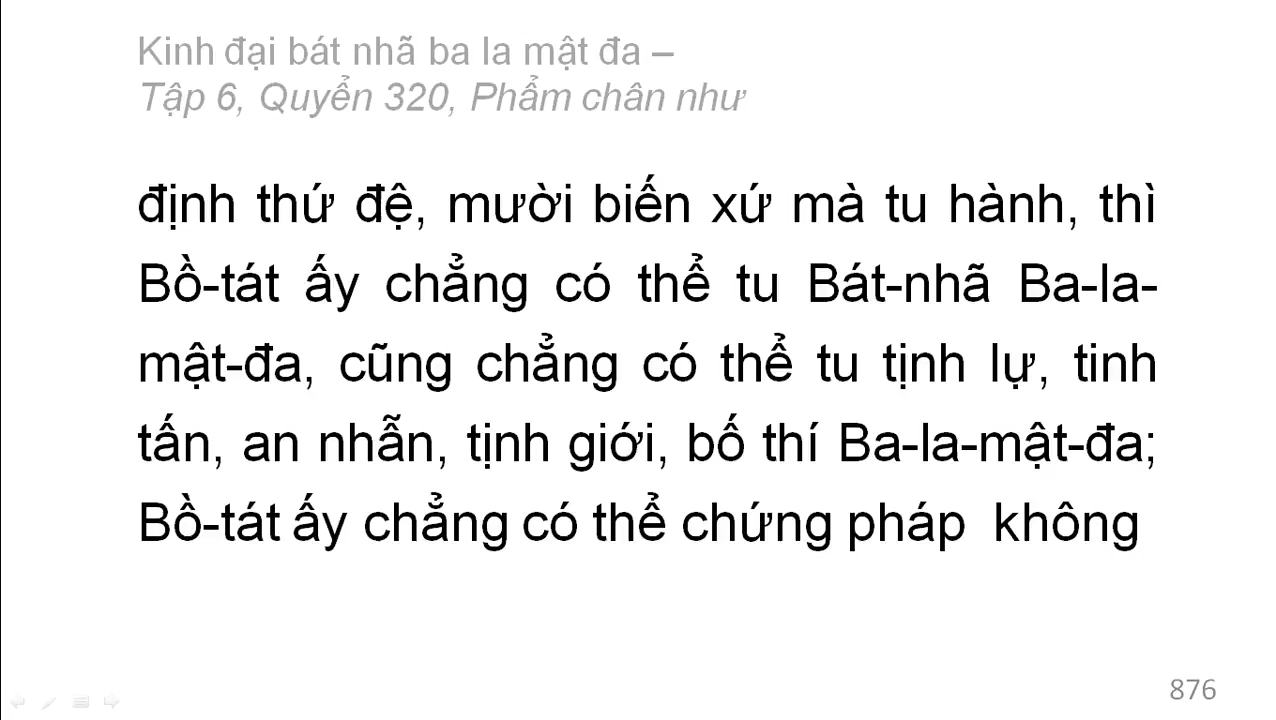 Kinh đại bát nhã ba la mật đa –
Tập 6, Quyển 320, Phẩm chân như
định thứ đệ, mười biến xứ mà tu hành, thì
Bồ-tát ấy chẳng có thể tu Bát-nhã Ba-la-
mật-đa, cũng chẳng có thể tu tịnh lự, tinh
tấn, an nhẫn, tịnh giới, bố thí Ba-la-mật-đa;
Bồ-tát ấy chẳng có thể chứng pháp không
876